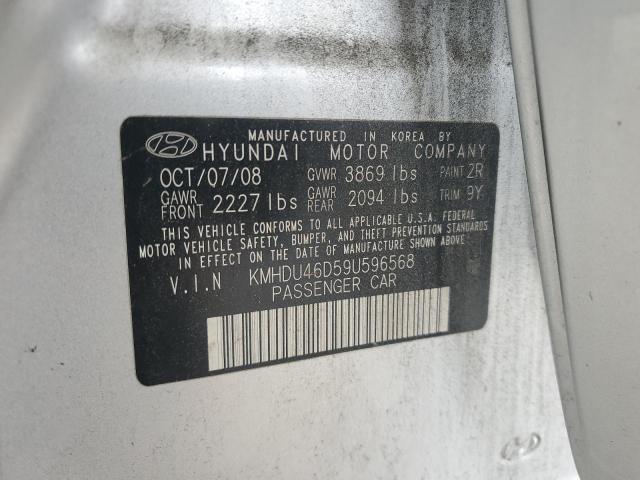 MANUFACTURED IN KOREA BY
HYUNDAI MOTOR COMPANY
OCT/07/08 GVWR 3869 lbs PAINT 2R
GAWR FRONT 2227 lbs GAWR REAR 2094 lbs TRIM 9Y
THIS VEHICLE CONFORMS TO ALL APPLICABLE U.S.A. FEDERAL
MOTOR VEHICLE SAFETY, BUMPER, AND THEFT PREVENTION
STANDARDS IN EFFECT ON THE DATE OF MANUFACTURE SHOWN ABOVE.
V.I.N KMHDU46D59U596568
PASSENGER CAR